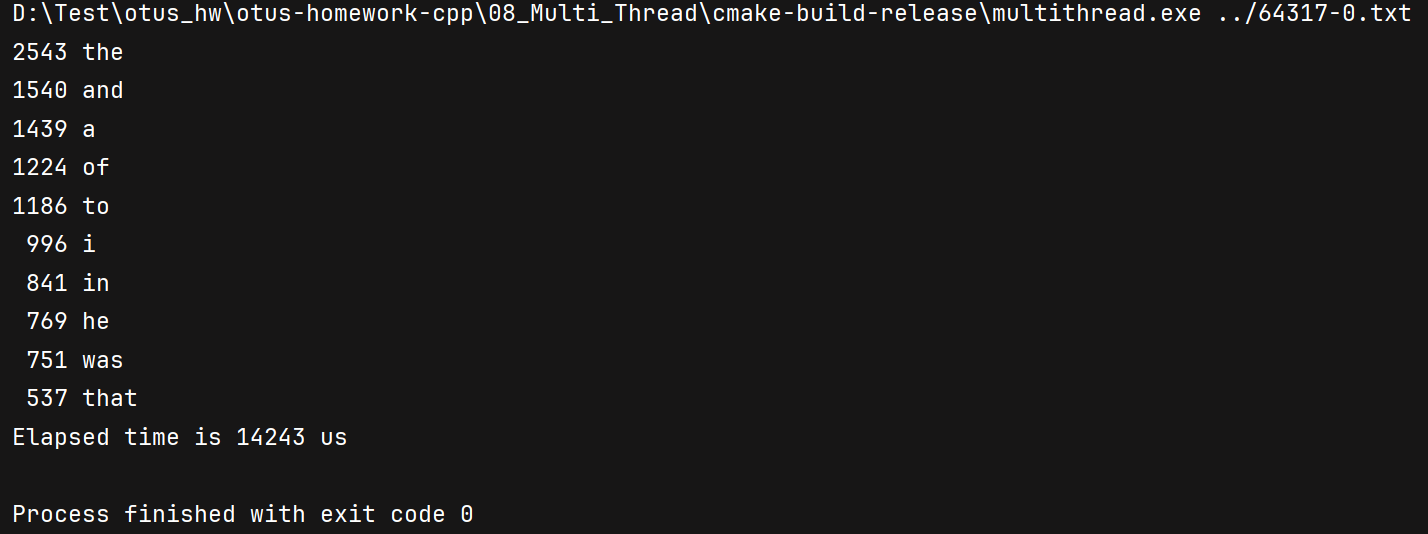 D:\Test\otus_hw\otus-homework-cpp\08_Multi_Thread\cmake-build-release\multithread.exe ../64317-0.txt
2543 the
1540 and
1439 a
1224 of
1186 to
 996 i
 841 in
 769 he
 751 was
 537 that
Elapsed time is 14243 us
Process finished with exit code 0